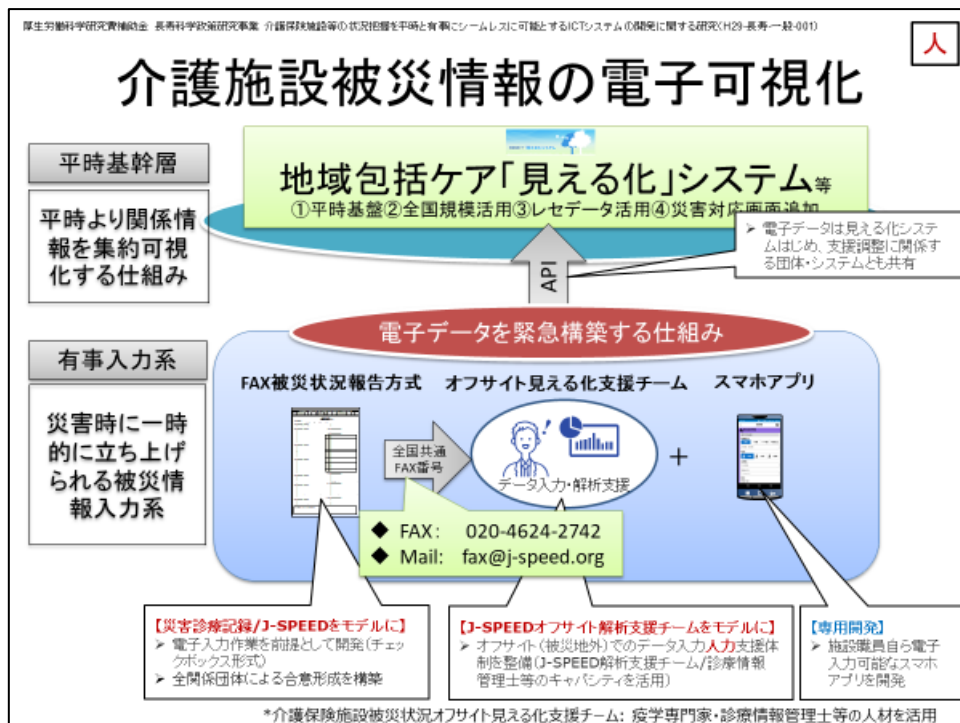 厚生労働科学研究費補助金 長寿科学政策研究事業 介護保険施設等の状況把握を平時と有事にシームレスに可能とするICTシステムの開発に関する研究(H29-長寿-一般-001)
人
介護施設被災情報の電子可視化
平時基幹層
平時より関係情
報を集約可視
化する仕組み
地域包括ケア「見える化」システム等
①平時基盤②全国規模活用③レセデータ活用④災害対応画面追加
➢ 電子データは見える化システ
ムはじめ、支援調整に関係す
る団体・システムとも共有
API
電子データを緊急構築する仕組み
有事入力系
災害時に一時
的に立ち上げ
られる被災情
報入力系
FAX被災状況報告方式
オフサイト見える化支援チーム
スマホアプリ
全国共通
FAX番号
データ入力・解析支援
+
◆ FAX: 020-4624-2742
◆ Mail: fax@j-speed.org
【災害診療記録/J-SPEEDをモデルに】
➢ 電子入力作業を前提として開発(チェッ
クボックス形式)
➢ 全関係団体による合意形成を構築
【J-SPEEDオフサイト解析支援チームをモデルに】
➢ オフサイト(被災地外)でのデータ入力人力支援体
制を整備(J-SPEED解析支援チーム/診療情報
管理士等のキャパシティを活用)
【専用開発】
➢ 施設職員自ら電子
入力可能なスマホ
アプリを開発
*介護保険施設被災状況オフサイト見える化支援チーム: 疫学専門家・診療情報管理士等の人材を活用